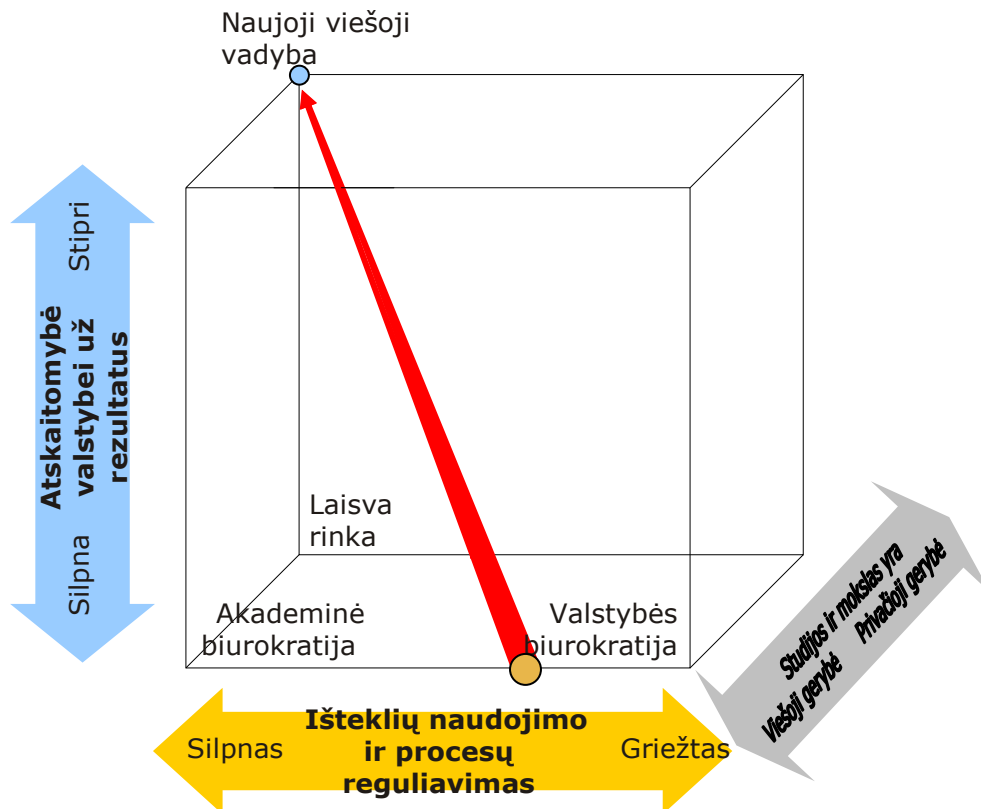 Naujoji viešoji
vadyba
Stipri
Atskaitomybė
valstybei už
rezultatus
Silpna
Laisva
rinka
Akademinė
biurokratija
Valstybės
biurokratija
Studijos ir mokslas yra
Viešoji gerybė Privačioji gerybė
Silpnas
Išteklių naudojimo
ir procesų
reguliavimas
Griežtas